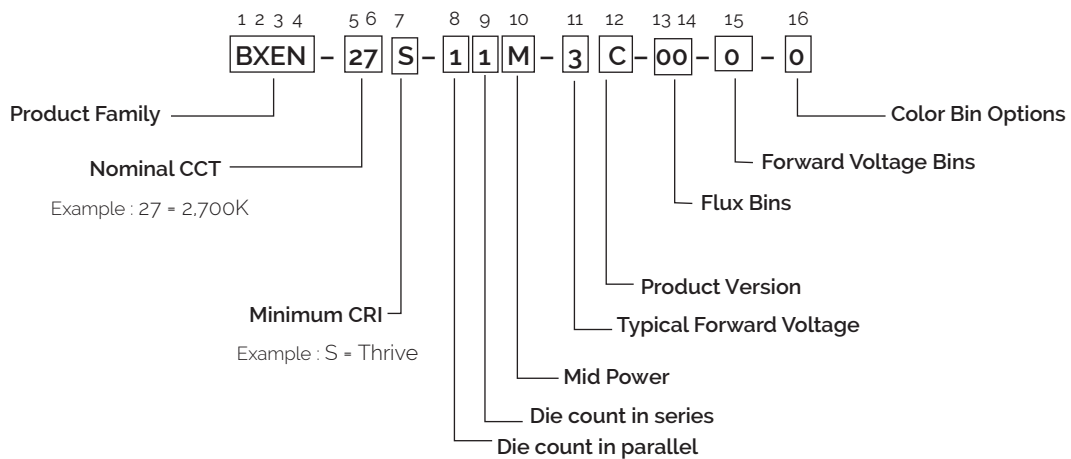 1 2 3 4 5 6 7 8 9 10 11 12 13 14 15 16
BXEN – 27 S – 1 1 M – 3 C – 00 – 0 – 0
Product Family
Color Bin Options
Nominal CCT
Forward Voltage Bins
Example : 27 = 2,700K
Flux Bins
Product Version
Minimum CRI
Typical Forward Voltage
Example : S = Thrive
Mid Power
Die count in series
Die count in parallel